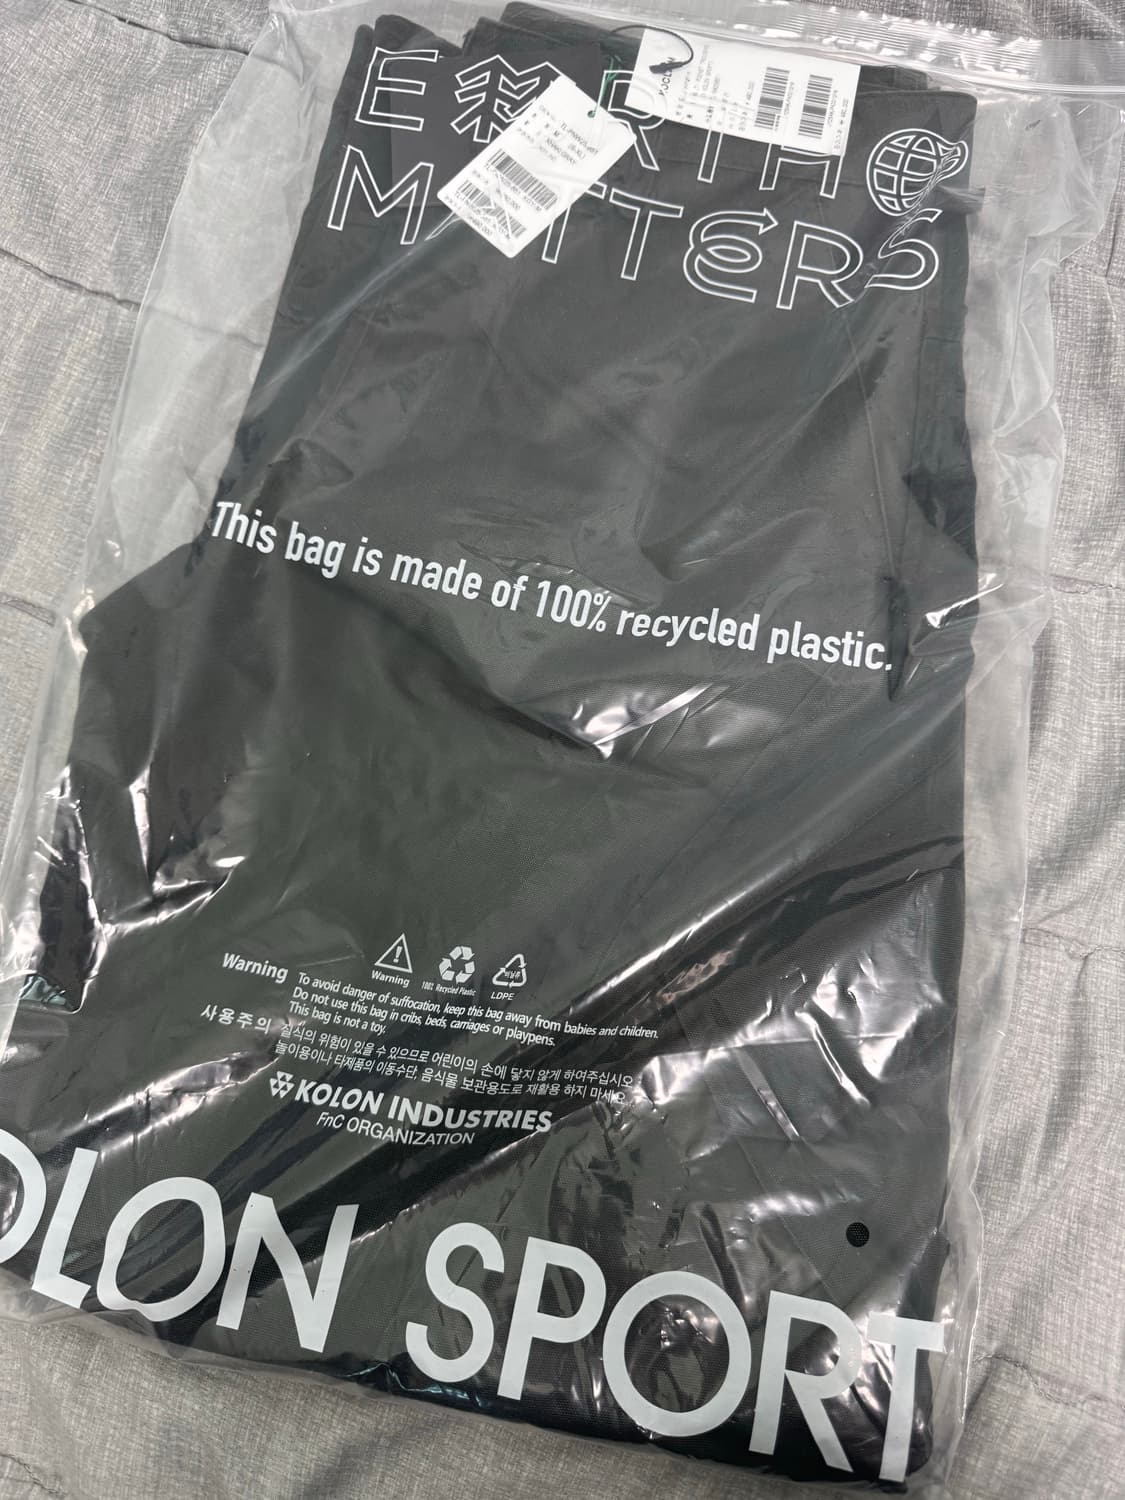 EARTH
MATTERS
This bag is made of 100% recycled plastic.
Warning
100% Recycled Plastic
비닐류
LDPE
Warning To avoid danger of suffocation, keep this bag away from babies and children.
Do not use this bag in cribs, beds, carriages or playpens.
This bag is not a toy.
사용주의 질식의 위험이 있을 수 있으므로 어린이의 손에 닿지 않게 하여주십시오.
놀이용이나 타제품의 이동수단, 음식물 보관용도로 재활용 하지 마세요.
KOLON INDUSTRIES
FnC ORGANIZATION
OLON SPORT